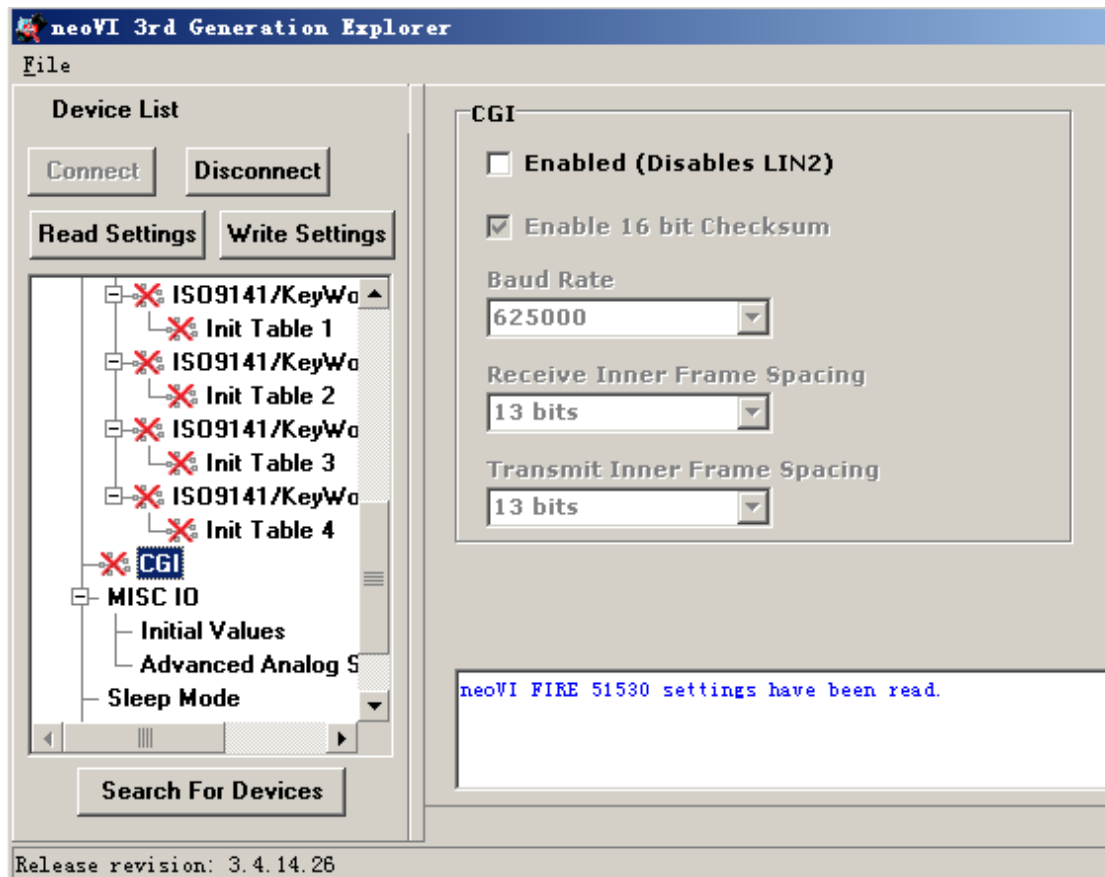 neoVI 3rd Generation Explorer
File
Device List
Connect
Disconnect
Read Settings
Write Settings
ISO9141/KeyWo
Init Table 1
ISO9141/KeyWo
Init Table 2
ISO9141/KeyWo
Init Table 3
ISO9141/KeyWo
Init Table 4
CGI
MISC IO
Initial Values
Advanced Analog S
Sleep Mode
Search For Devices
CGI
Enabled (Disables LIN2)
Enable 16 bit Checksum
Baud Rate
625000
Receive Inner Frame Spacing
13 bits
Transmit Inner Frame Spacing
13 bits
neoVI FIRE 51530 settings have been read.
Release revision: 3.4.14.26